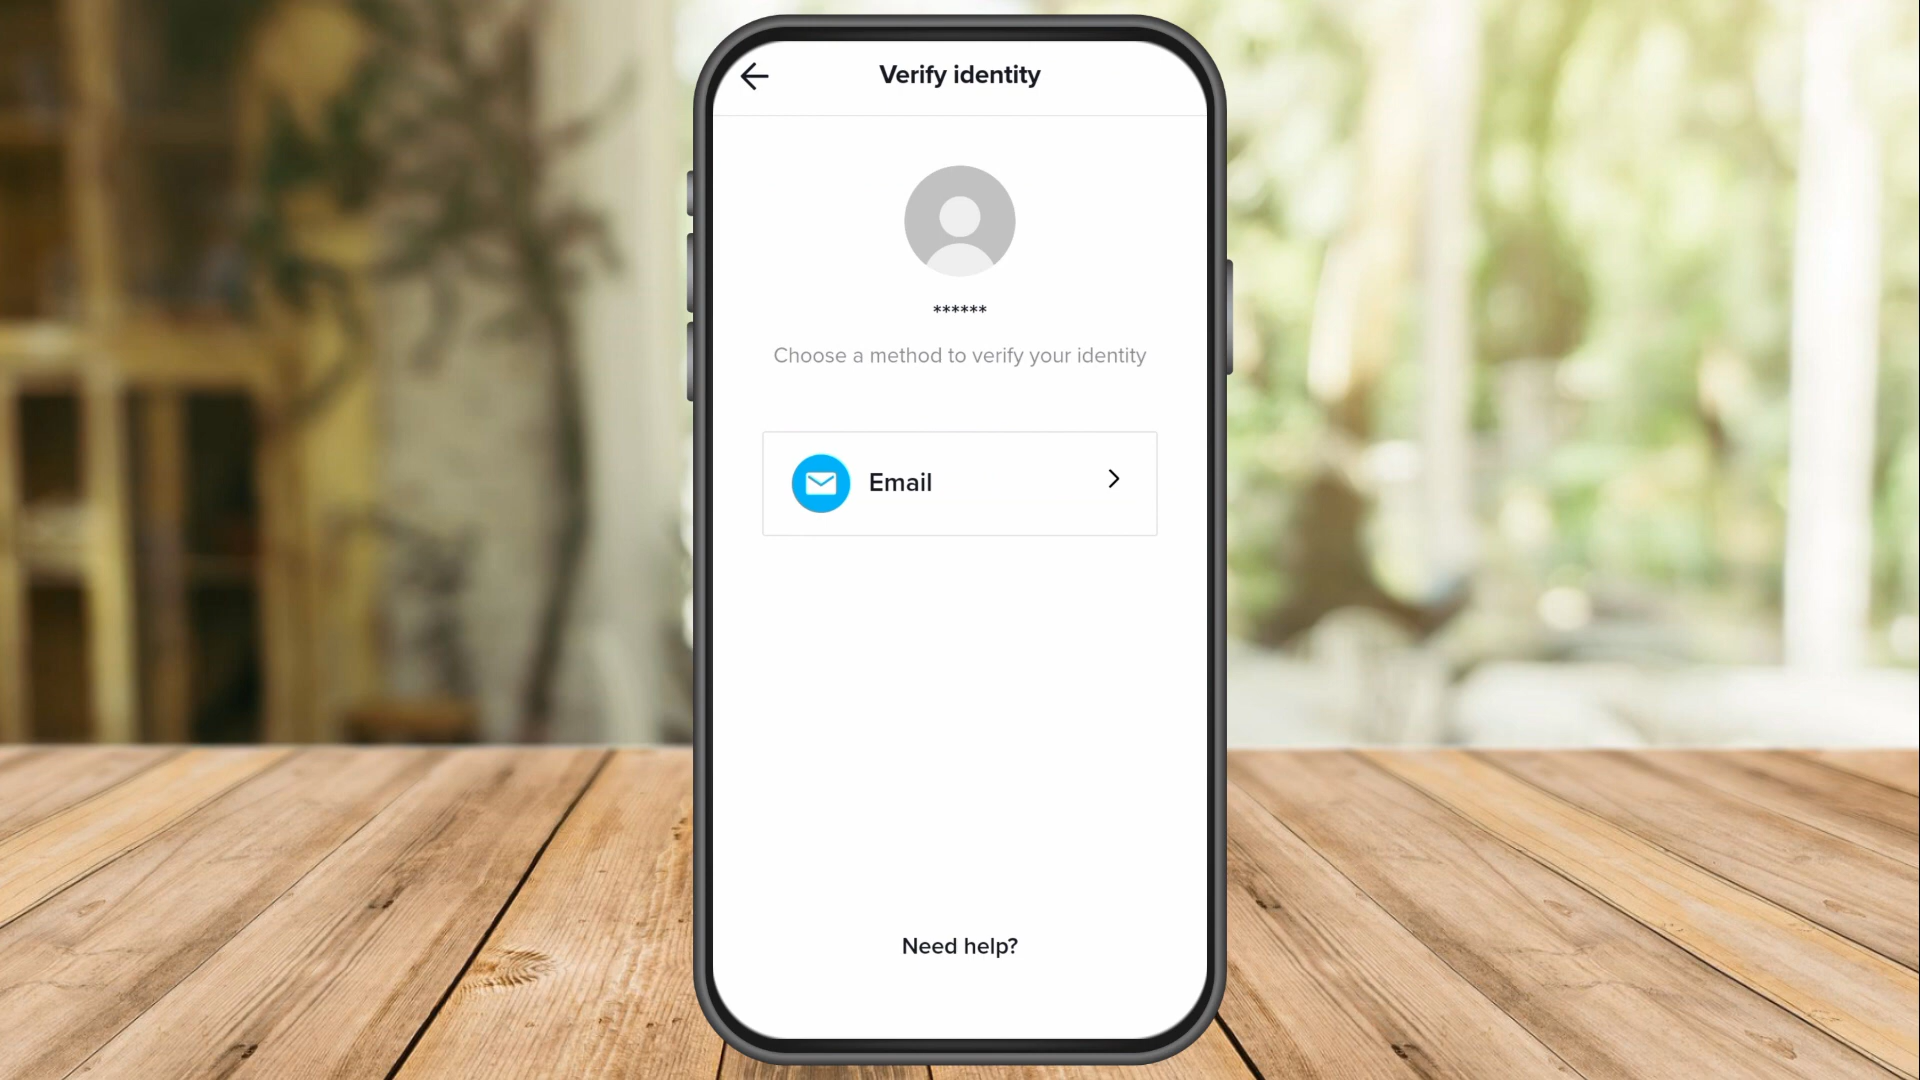 Verify identity
******
Choose a method to verify your identity
Email
Need help?